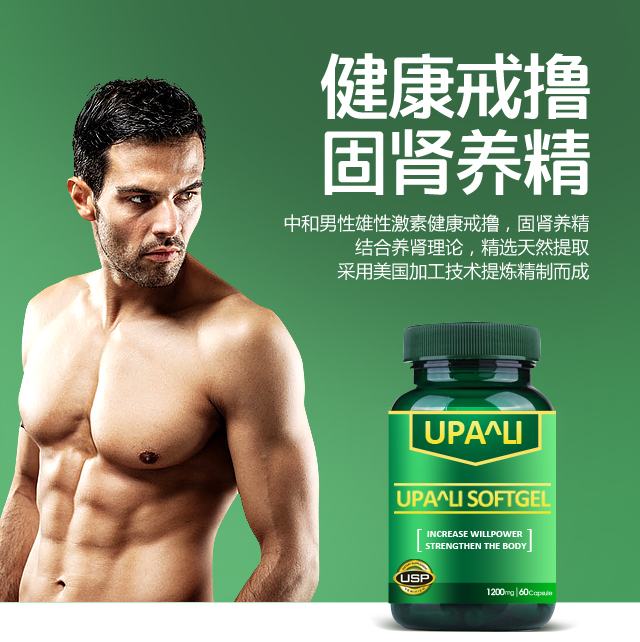 健康戒撸
固肾养精
中和男性雄性激素健康戒撸，固肾养精
结合养肾理论，精选天然提取
采用美国加工技术提炼精制而成
UPA^LI
UPA^LI SOFTGEL
[INCREASE WILLPOWER
STRENGTHEN THE BODY]
USP
1200mg | 60Capsule